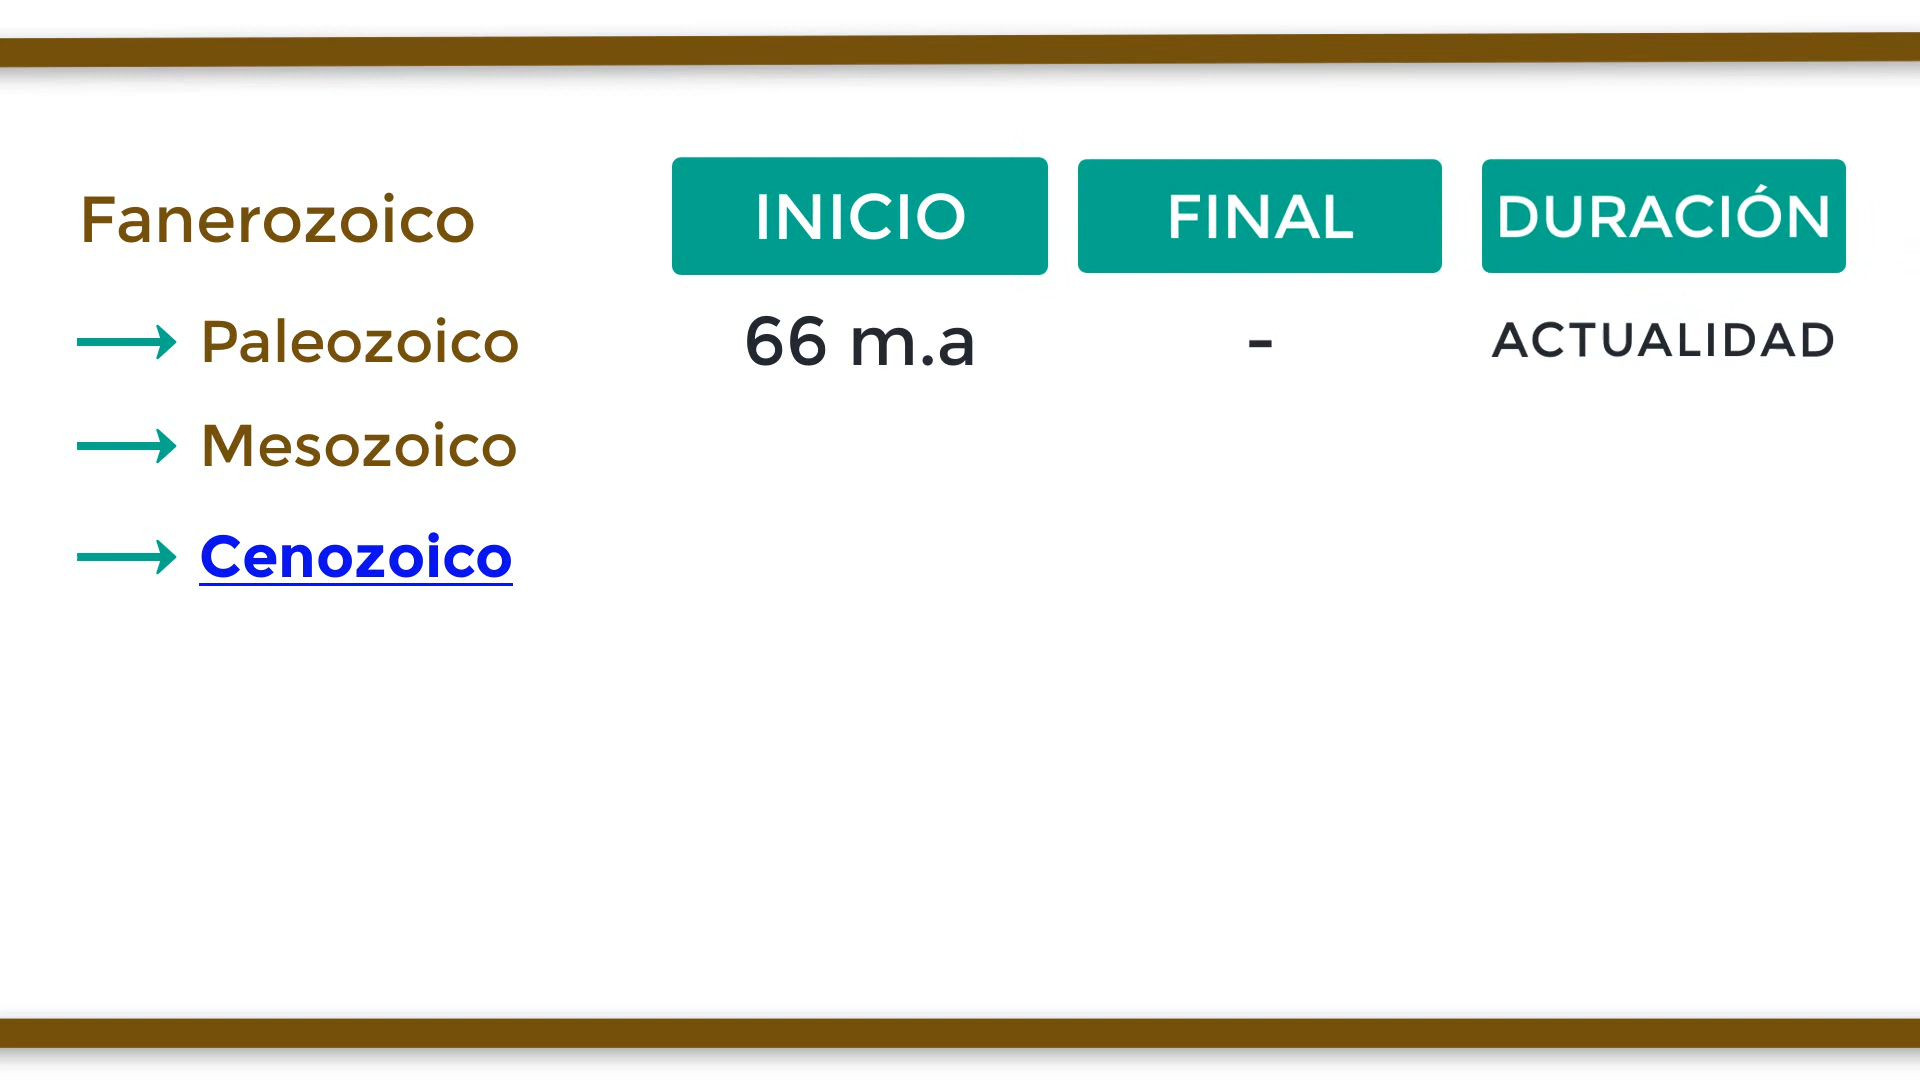 Fanerozoico
INICIO
FINAL
DURACIÓN
Paleozoico
66 m.a
-
ACTUALIDAD
Mesozoico
Cenozoico